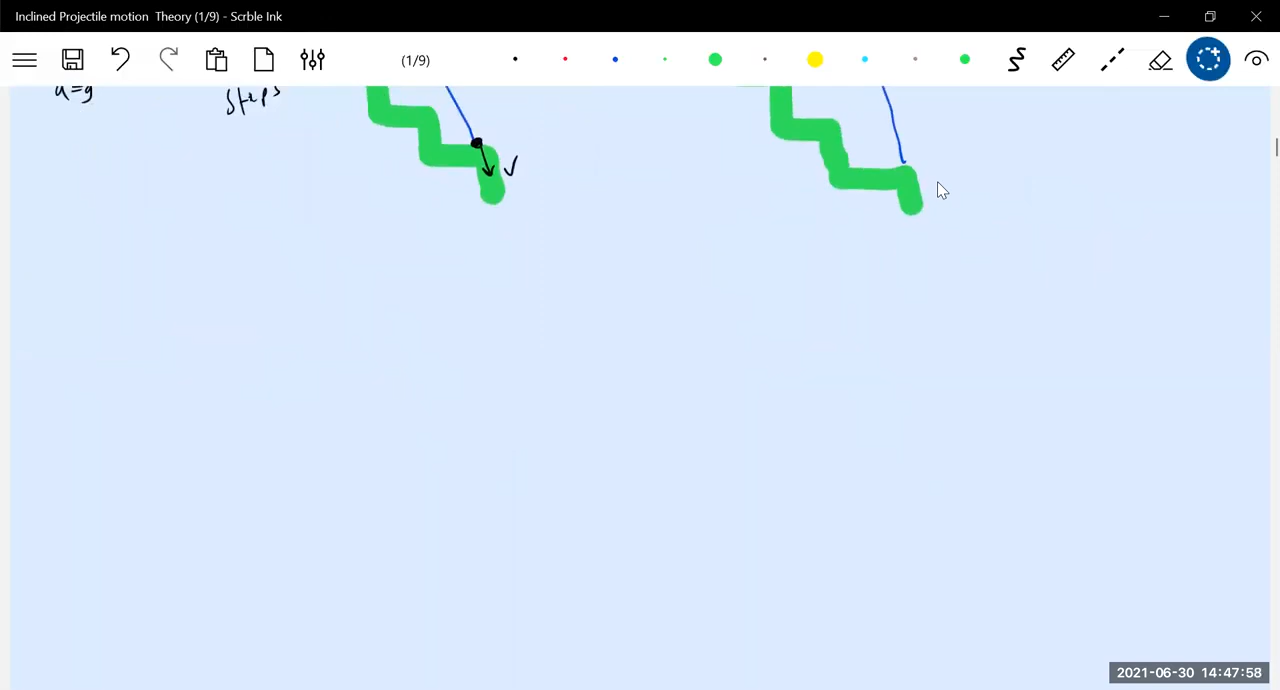 Inclined Projectile motion Theory (1/9) - Scrble Ink
(1/9)
a=g
steps
v
2021-06-30 14:47:58